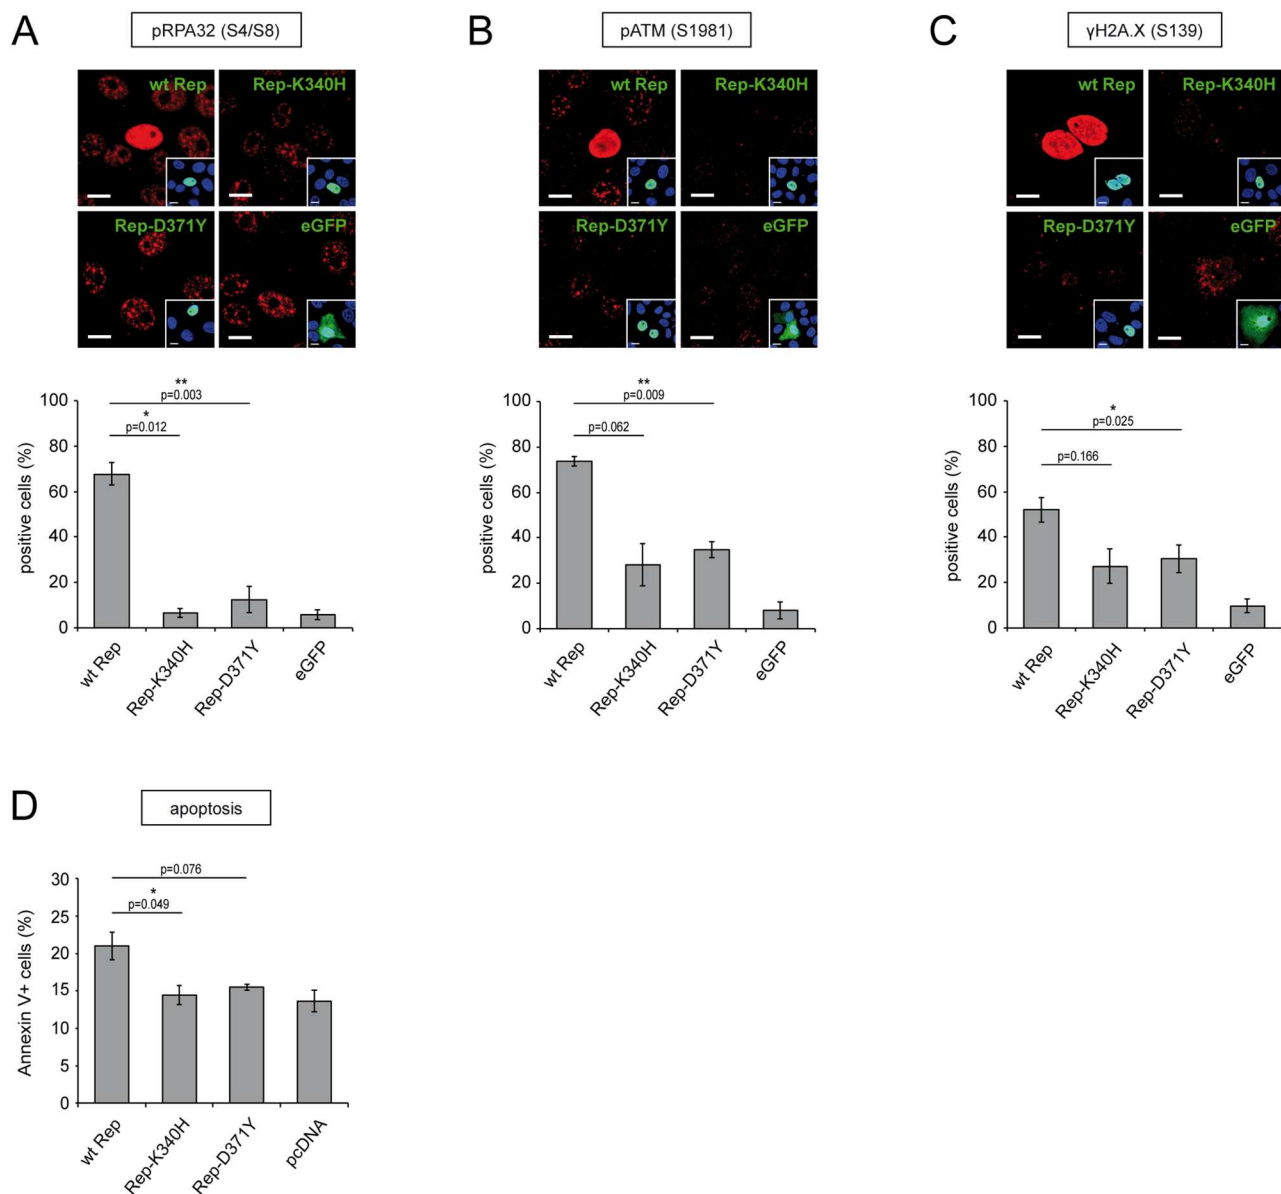 A
pRPA32 (S4/S8)
wt Rep
Rep-K340H
Rep-D371Y
eGFP
positive cells (%)
100
80
60
40
20
0
**
p=0.003
*
p=0.012
wt Rep
Rep-K340H
Rep-D371Y
eGFP
B
pATM (S1981)
wt Rep
Rep-K340H
Rep-D371Y
eGFP
positive cells (%)
100
80
60
40
20
0
**
p=0.009
p=0.062
wt Rep
Rep-K340H
Rep-D371Y
eGFP
C
γH2A.X (S139)
wt Rep
Rep-K340H
Rep-D371Y
eGFP
positive cells (%)
100
80
60
40
20
0
*
p=0.025
p=0.166
wt Rep
Rep-K340H
Rep-D371Y
eGFP
D
apoptosis
Annexin V+ cells (%)
30
25
20
15
10
5
0
p=0.076
*
p=0.049
wt Rep
Rep-K340H
Rep-D371Y
pcDNA